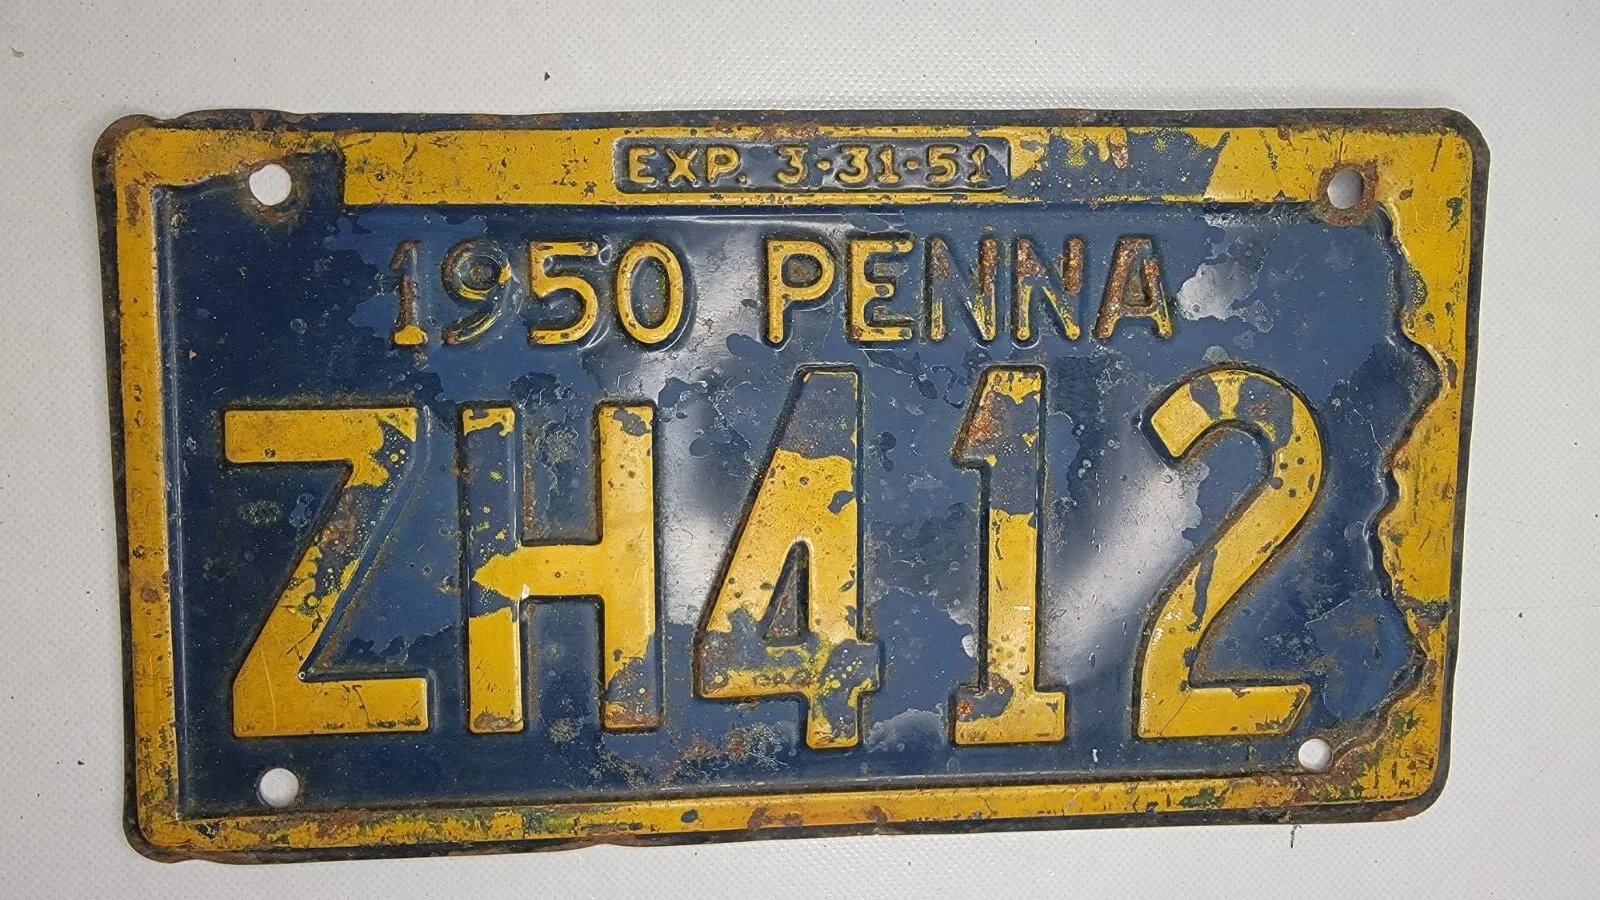 EXP. 3-31-51
1950 PENNA
ZH412